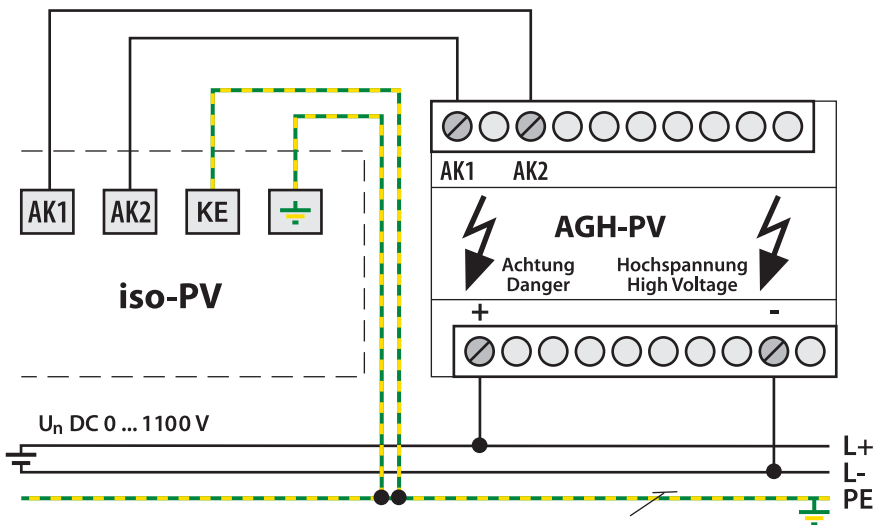 AK1 AK2
AK1 AK2 KE
AGH-PV
Achtung Hochspannung
Danger High Voltage
iso-PV
+ -
Un DC 0 ... 1100 V
L+
L-
PE